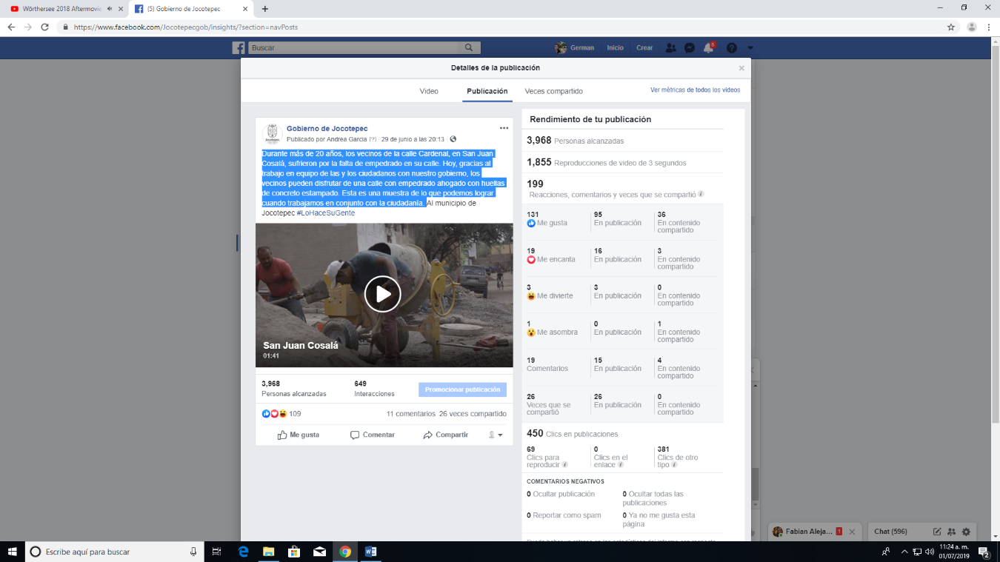 Wörthersee 2018 Aftermovie
(5) Gobierno de Jocotepec
https://www.facebook.com/Jocotepecgob/insights/?section=navPosts
Buscar
German
Inicio
Crear
6
Detalles de la publicación
Video
Publicación
Veces compartido
Ver métricas de todos los videos
Gobierno de Jocotepec
Publicado por Andrea Garcia [?] · 29 de junio a las 20:13 ·
Durante más de 20 años, los vecinos de la calle Cardenal, en San Juan
Cosalá, sufrieron por la falta de empedrado en su calle. Hoy, gracias al
trabajo en equipo de las y los ciudadanos con nuestro gobierno, los
vecinos pueden disfrutar de una calle con empedrado ahogado con huellas
de concreto estampado. Esta es una muestra de lo que podemos lograr
cuando trabajamos en conjunto con la ciudadanía. Al municipio de
Jocotepec #LoHaceSuGente
San Juan Cosalá
01:41
3,968
Personas alcanzadas
649
Interacciones
Promocionar publicación
109
11 comentarios 26 veces compartido
Me gusta
Comentar
Compartir
Rendimiento de tu publicación
3,968 Personas alcanzadas
1,855 Reproducciones de video de 3 segundos
199
Reacciones, comentarios y veces que se compartió
131
Me gusta
95
En publicación
36
En contenido
compartido
19
Me encanta
16
En publicación
3
En contenido
compartido
3
Me divierte
3
En publicación
0
En contenido
compartido
1
Me asombra
0
En publicación
1
En contenido
compartido
19
Comentarios
15
En publicación
4
En contenido
compartido
26
Veces que se
compartió
26
En publicación
0
En contenido
compartido
450 Clics en publicaciones
69
Clics para
reproducir
0
Clics en el
enlace
381
Clics de otro
tipo
COMENTARIOS NEGATIVOS
0 Ocultar publicación
0 Ocultar todas las
publicaciones
0 Reportar como spam
0 Ya no me gusta esta
página
Fabian Aleja... 1
Chat (596)
Escribe aquí para buscar
11:24 a. m.
01/07/2019
2